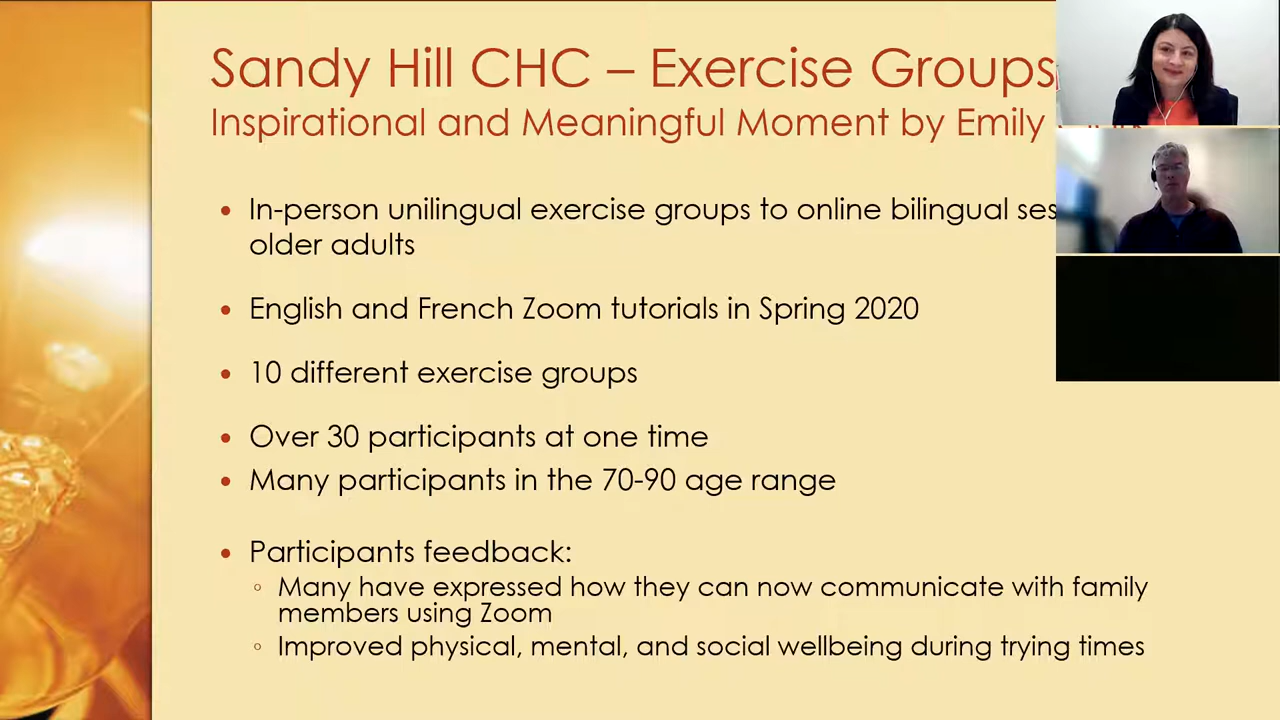 Sandy Hill CHC – Exercise Groups
Inspirational and Meaningful Moment by Emily
• In-person unilingual exercise groups to online bilingual
older adults
• English and French Zoom tutorials in Spring 2020
• 10 different exercise groups
• Over 30 participants at one time
• Many participants in the 70-90 age range
• Participants feedback:
◦ Many have expressed how they can now communicate with family
members using Zoom
◦ Improved physical, mental, and social wellbeing during trying times